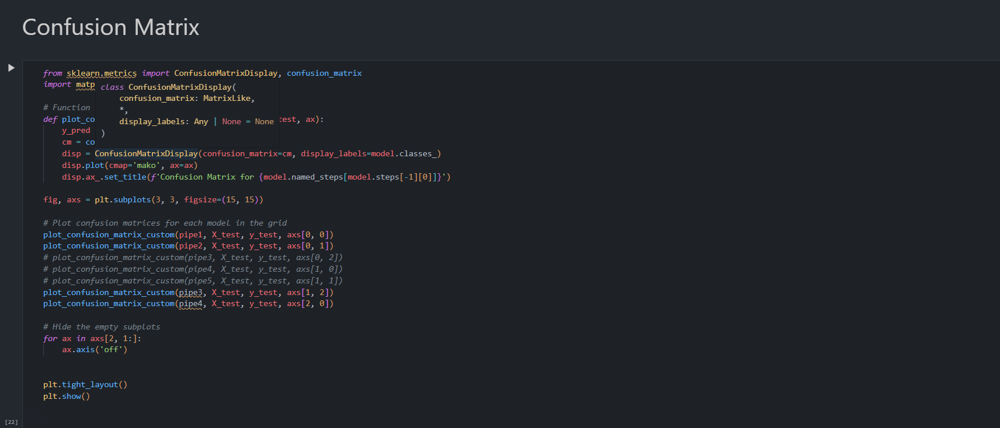 Confusion Matrix
from sklearn.metrics import ConfusionMatrixDisplay, confusion_matrix
import matp
class ConfusionMatrixDisplay(
confusion_matrix: MatrixLike,
*,
display_labels: Any | None = None
)
# Function
def plot_co
test, ax):
y_pred
cm = co
disp = ConfusionMatrixDisplay(confusion_matrix=cm, display_labels=model.classes_)
disp.plot(cmap='mako', ax=ax)
disp.ax_.set_title(f'Confusion Matrix for {model.named_steps[model.steps[-1][0]]}')
fig, axs = plt.subplots(3, 3, figsize=(15, 15))
# Plot confusion matrices for each model in the grid
plot_confusion_matrix_custom(pipe1, X_test, y_test, axs[0, 0])
plot_confusion_matrix_custom(pipe2, X_test, y_test, axs[0, 1])
# plot_confusion_matrix_custom(pipe3, X_test, y_test, axs[0, 2])
# plot_confusion_matrix_custom(pipe4, X_test, y_test, axs[1, 0])
# plot_confusion_matrix_custom(pipe5, X_test, y_test, axs[1, 1])
plot_confusion_matrix_custom(pipe3, X_test, y_test, axs[1, 2])
plot_confusion_matrix_custom(pipe4, X_test, y_test, axs[2, 0])
# Hide the empty subplots
for ax in axs[2, 1:]:
ax.axis('off')
plt.tight_layout()
plt.show()
[22]